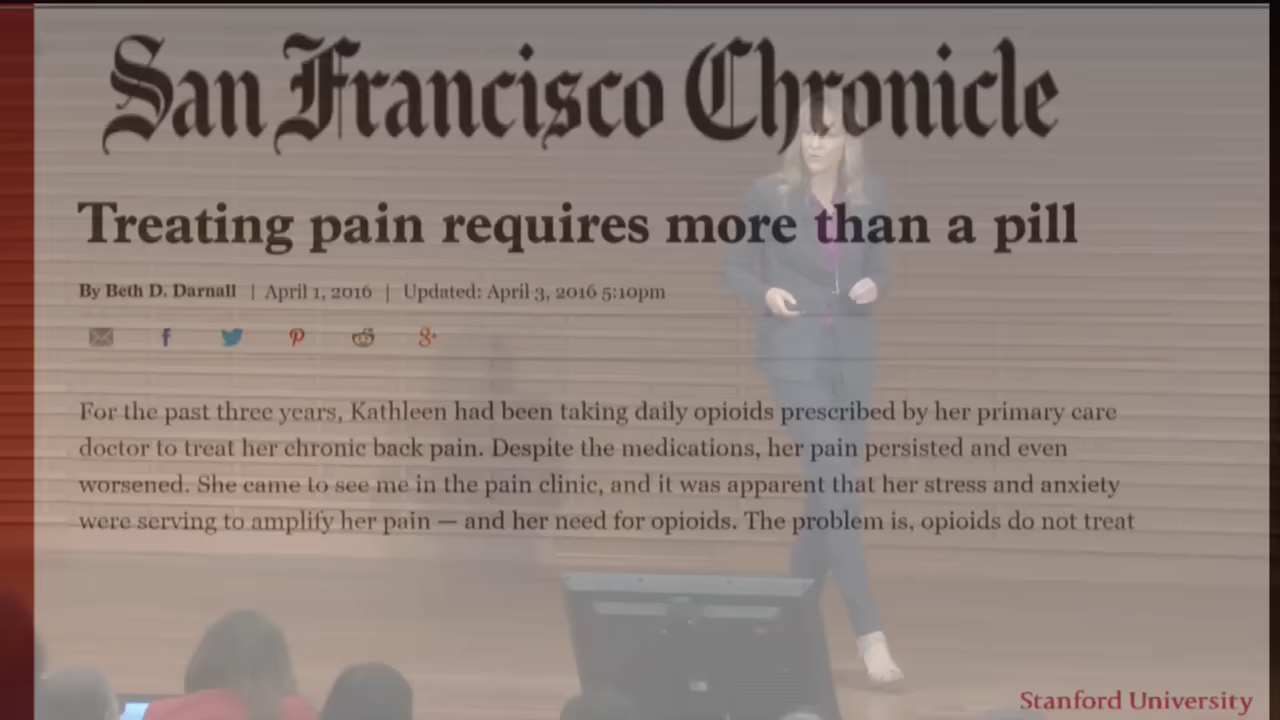 San Francisco Chronicle
Treating pain requires more than a pill
By Beth D. Darnall | April 1, 2016 | Updated: April 3, 2016 5:10pm
For the past three years, Kathleen had been taking daily opioids prescribed by her primary care
doctor to treat her chronic back pain. Despite the medications, her pain persisted and even
worsened. She came to see me in the pain clinic, and it was apparent that her stress and anxiety
were serving to amplify her pain — and her need for opioids. The problem is, opioids do not treat
Stanford University